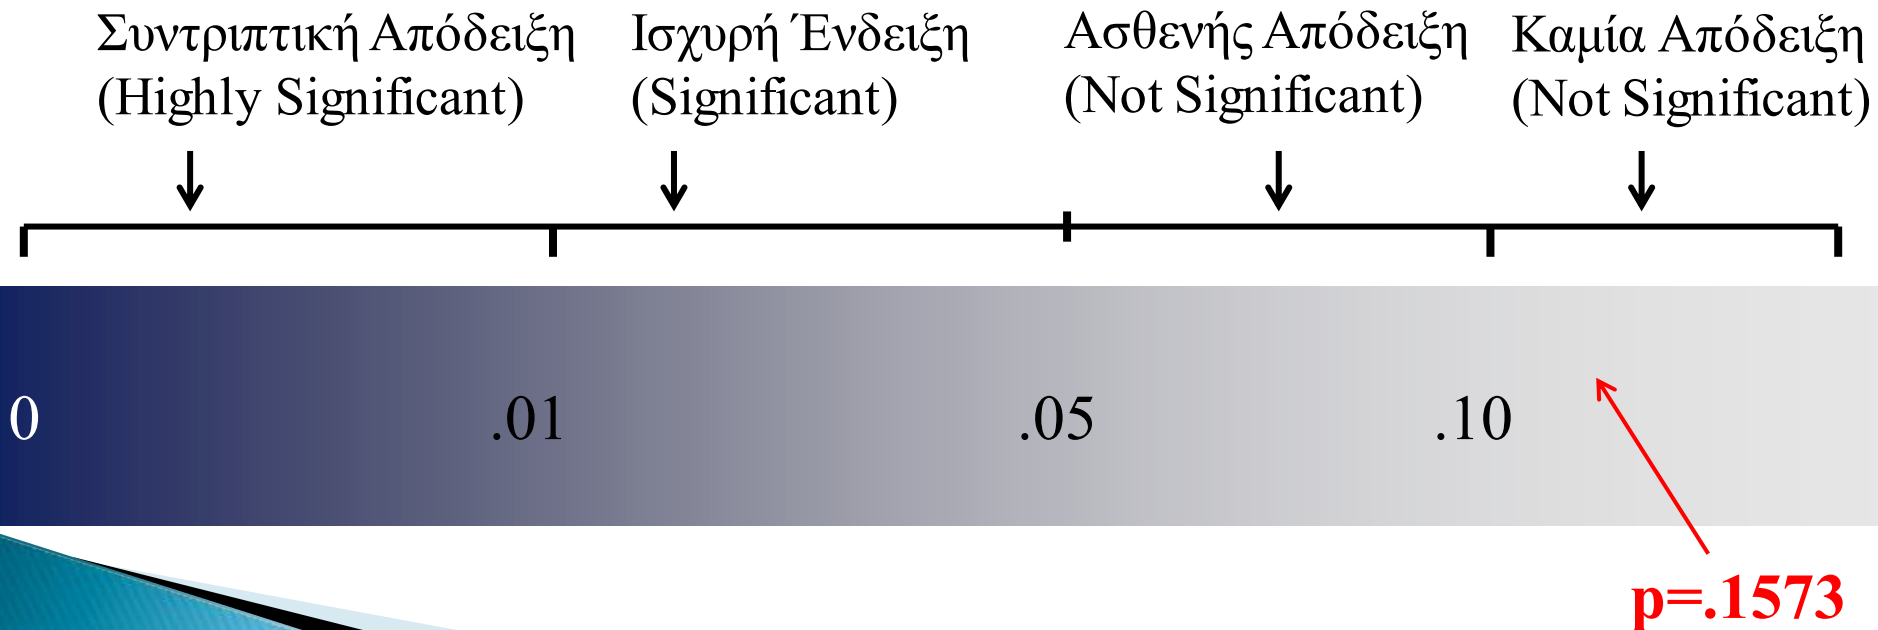 Συντριπτική Απόδειξη
(Highly Significant)
Ισχυρή Ένδειξη
(Significant)
Ασθενής Απόδειξη
(Not Significant)
Καμία Απόδειξη
(Not Significant)
0 .01 .05 .10
p=.1573